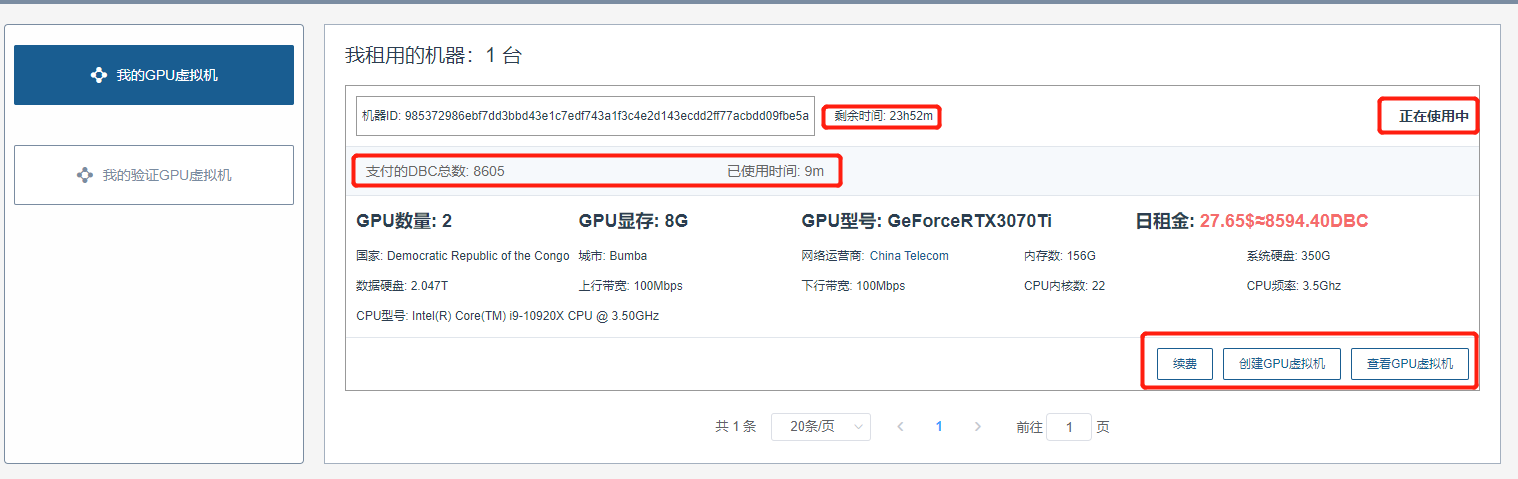 我的GPU虚拟机
我的验证GPU虚拟机
我租用的机器：1 台
机器ID: 985372986ebf7dd3bbd43e1c7edf743a1f3c4e2d143ecdd2ff77acbdd09fbe5a 剩余时间: 23h52m 正在使用中
支付的DBC总数: 8605 已使用时间: 9m
GPU数量: 2 GPU显存: 8G GPU型号: GeForceRTX3070Ti 日租金: 27.65$≈8594.40DBC
国家: Democratic Republic of the Congo 城市: Bumba 网络运营商: China Telecom 内存数: 156G 系统硬盘: 350G
数据硬盘: 2.047T 上行带宽: 100Mbps 下行带宽: 100Mbps CPU内核数: 22 CPU频率: 3.5Ghz
CPU型号: Intel(R) Core(TM) i9-10920X CPU @ 3.50GHz
续费 创建GPU虚拟机 查看GPU虚拟机
共 1 条 20条/页 1 前往 1 页